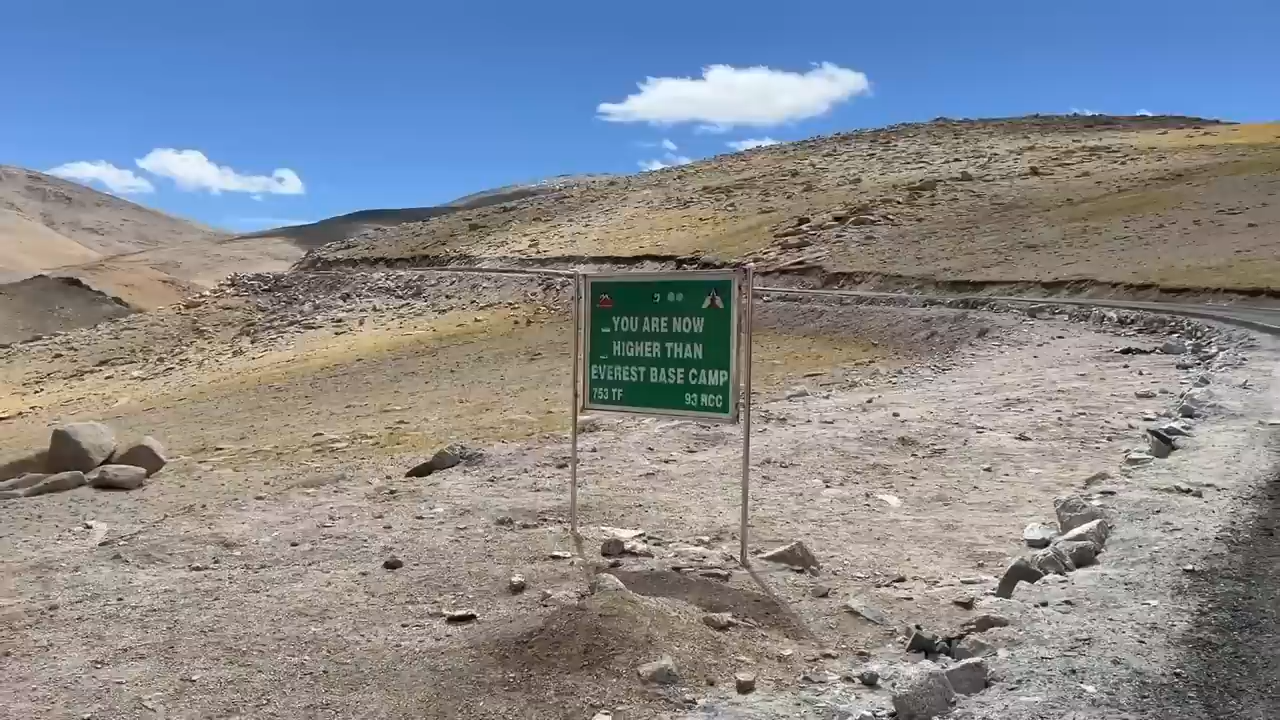 YOU ARE NOW
HIGHER THAN
EVEREST BASE CAMP
753 TF 93 RCC